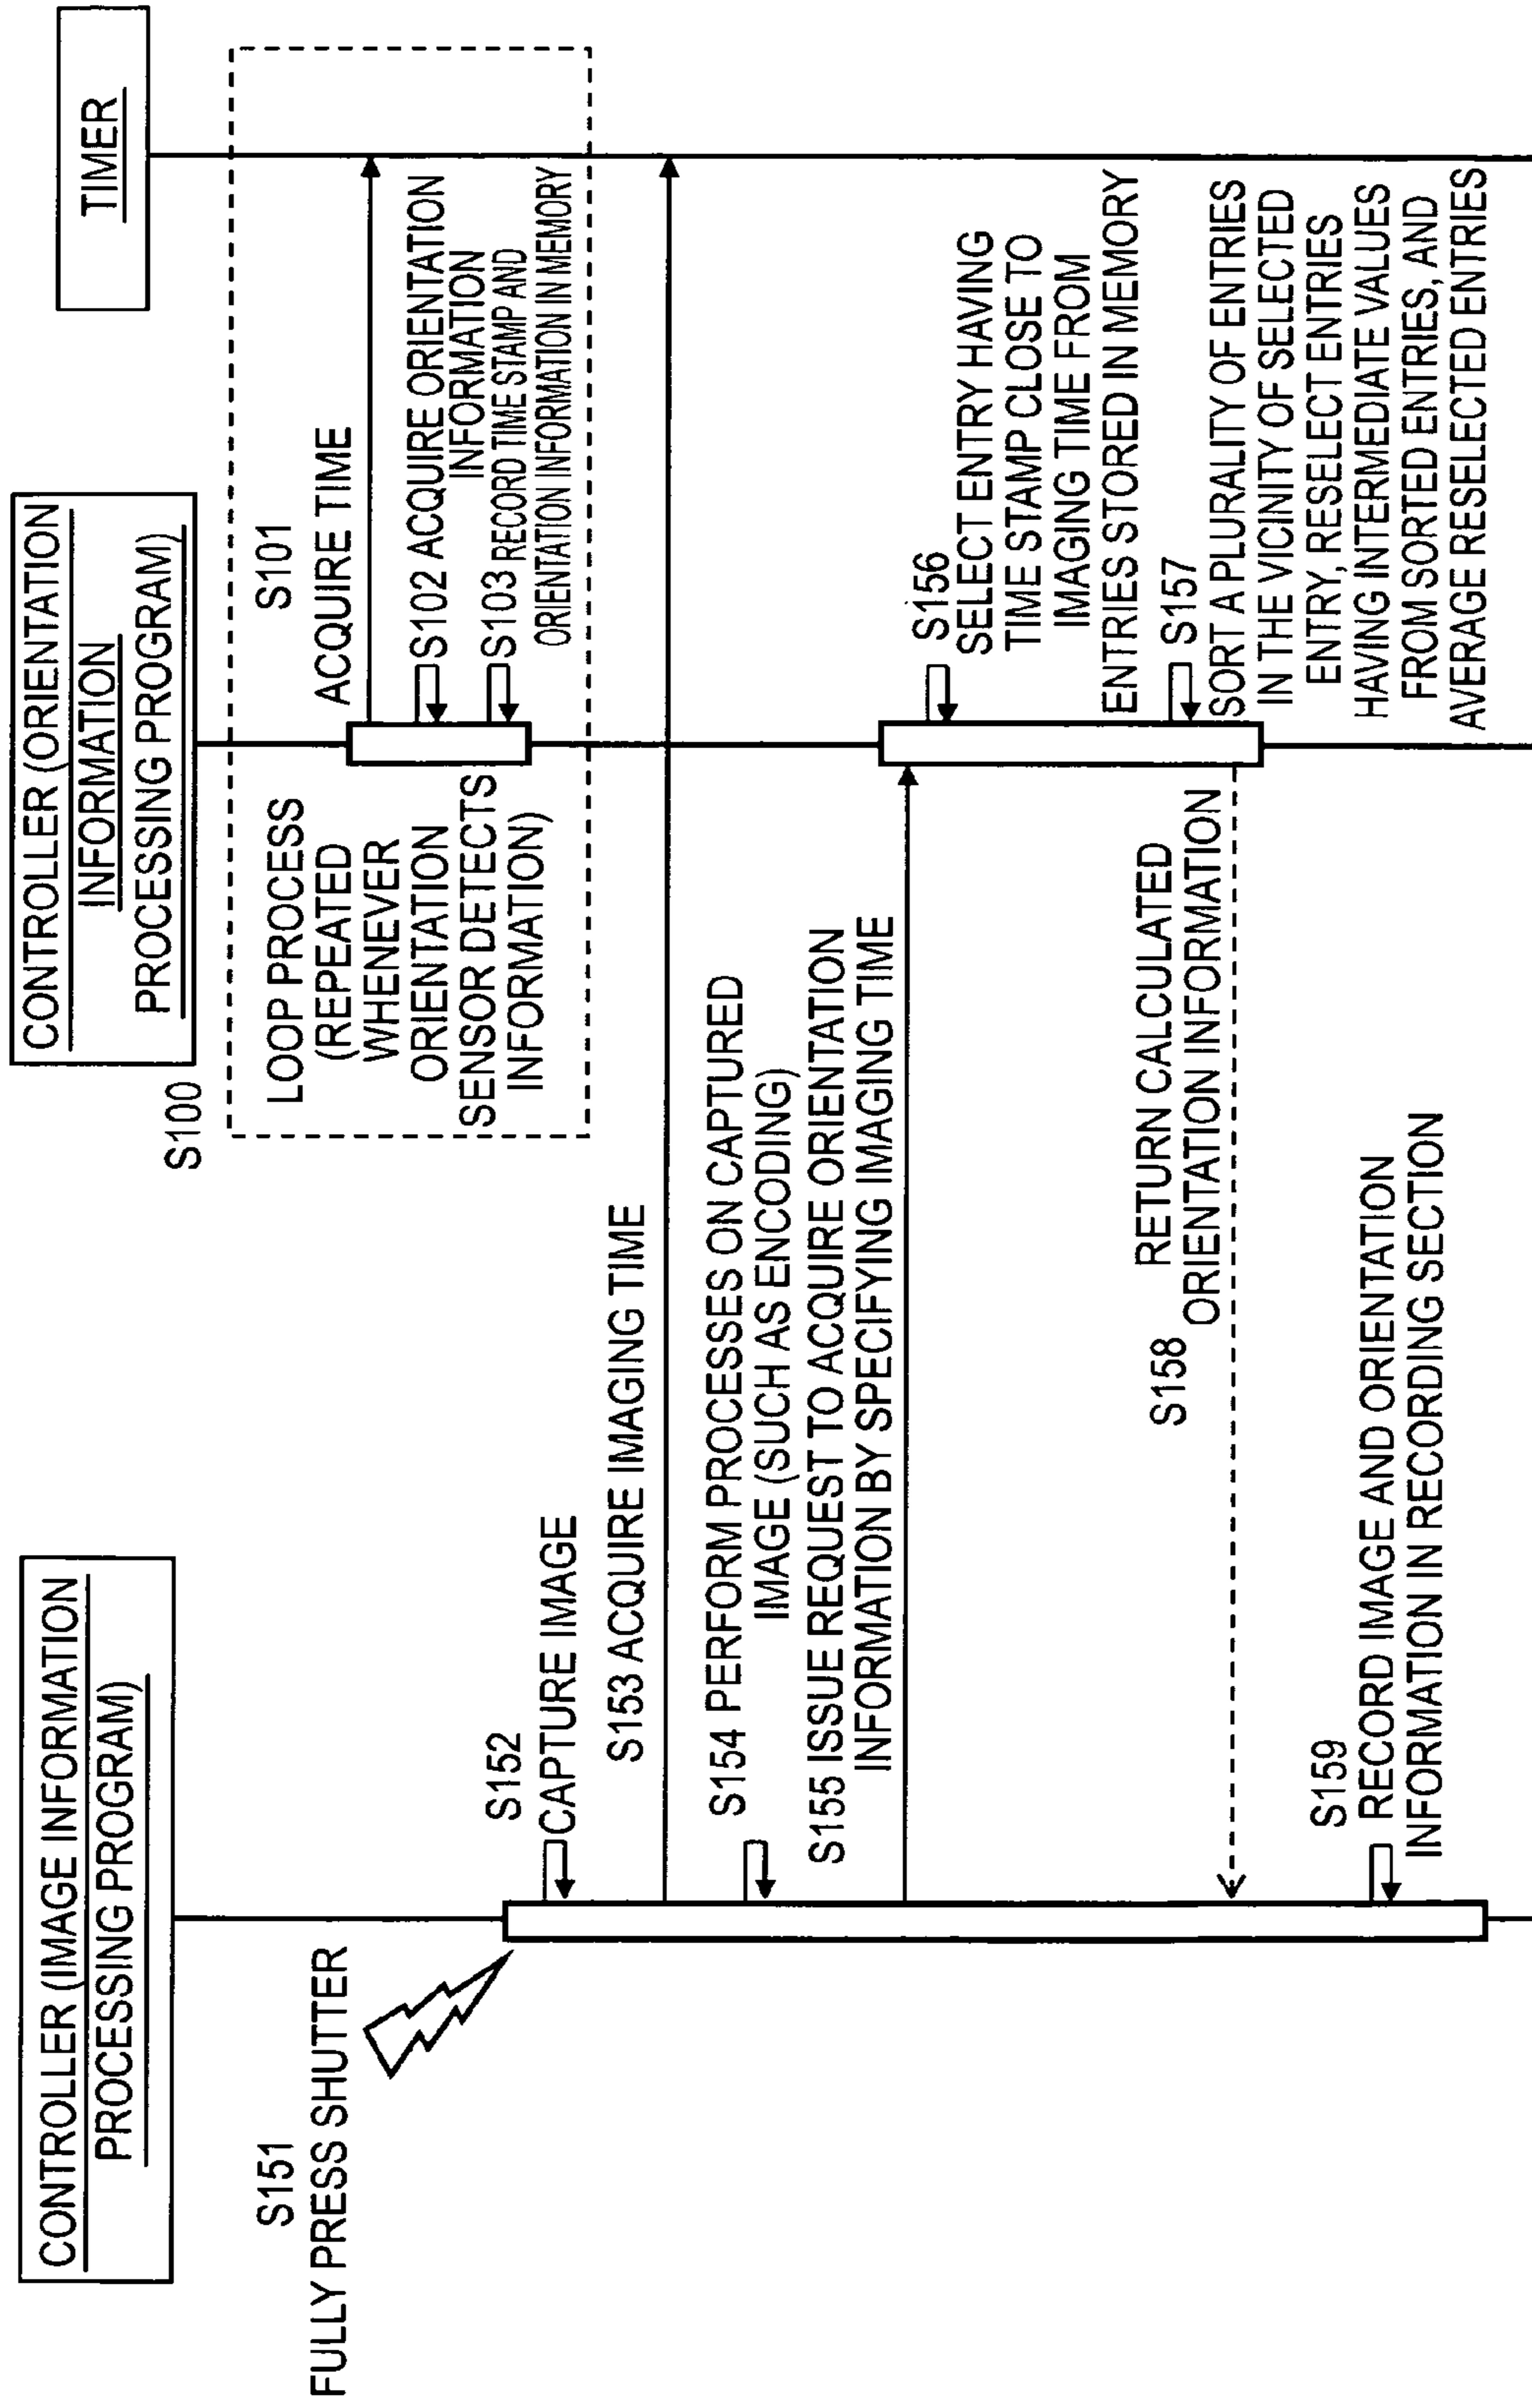 CONTROLLER (IMAGE INFORMATION
PROCESSING PROGRAM)
CONTROLLER (ORIENTATION
INFORMATION
PROCESSING PROGRAM)
TIMER
S100
LOOP PROCESS
(REPEATED
WHENEVER
ORIENTATION
SENSOR DETECTS
INFORMATION)
S101
ACQUIRE TIME
S102 ACQUIRE ORIENTATION
INFORMATION
S103 RECORD TIME STAMP AND
ORIENTATION INFORMATION IN MEMORY
S151
FULLY PRESS SHUTTER
S152
CAPTURE IMAGE
S153 ACQUIRE IMAGING TIME
S154 PERFORM PROCESSES ON CAPTURED
IMAGE (SUCH AS ENCODING)
S155 ISSUE REQUEST TO ACQUIRE ORIENTATION
INFORMATION BY SPECIFYING IMAGING TIME
S156
SELECT ENTRY HAVING
TIME STAMP CLOSE TO
IMAGING TIME FROM
ENTRIES STORED IN MEMORY
S157
SORT A PLURALITY OF ENTRIES
IN THE VICINITY OF SELECTED
ENTRY, RESELECT ENTRIES
HAVING INTERMEDIATE VALUES
FROM SORTED ENTRIES, AND
AVERAGE RESELECTED ENTRIES
S158
RETURN CALCULATED
ORIENTATION INFORMATION
S159
RECORD IMAGE AND ORIENTATION
INFORMATION IN RECORDING SECTION